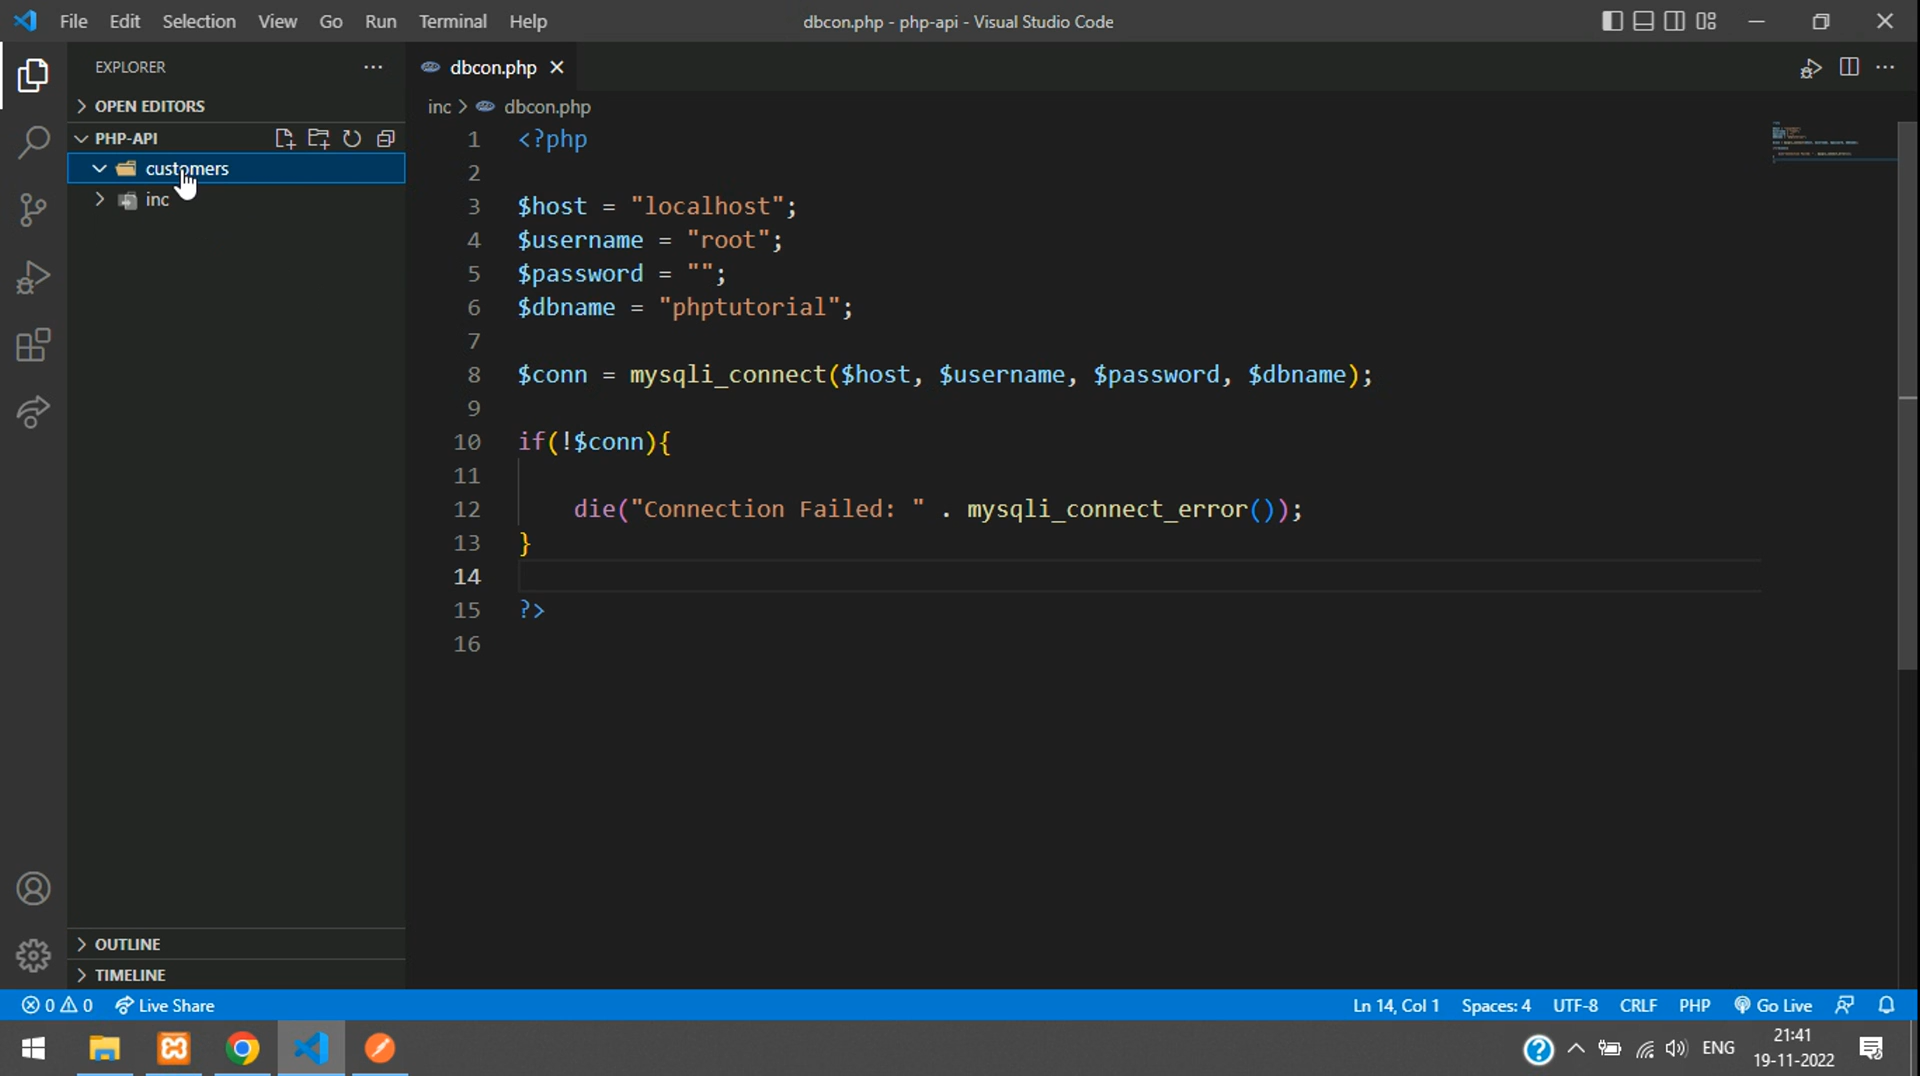 File Edit Selection View Go Run Terminal Help
dbcon.php - php-api - Visual Studio Code
EXPLORER
OPEN EDITORS
PHP-API
customers
inc
OUTLINE
TIMELINE
dbcon.php
inc > dbcon.php
1 <?php
2
3 $host = "localhost";
4 $username = "root";
5 $password = "";
6 $dbname = "phptutorial";
7
8 $conn = mysqli_connect($host, $username, $password, $dbname);
9
10 if(!$conn){
11
12 die("Connection Failed: " . mysqli_connect_error());
13 }
14
15 ?>
16
0 0 Live Share
Ln 14, Col 1 Spaces: 4 UTF-8 CRLF PHP Go Live
ENG
21:41
19-11-2022